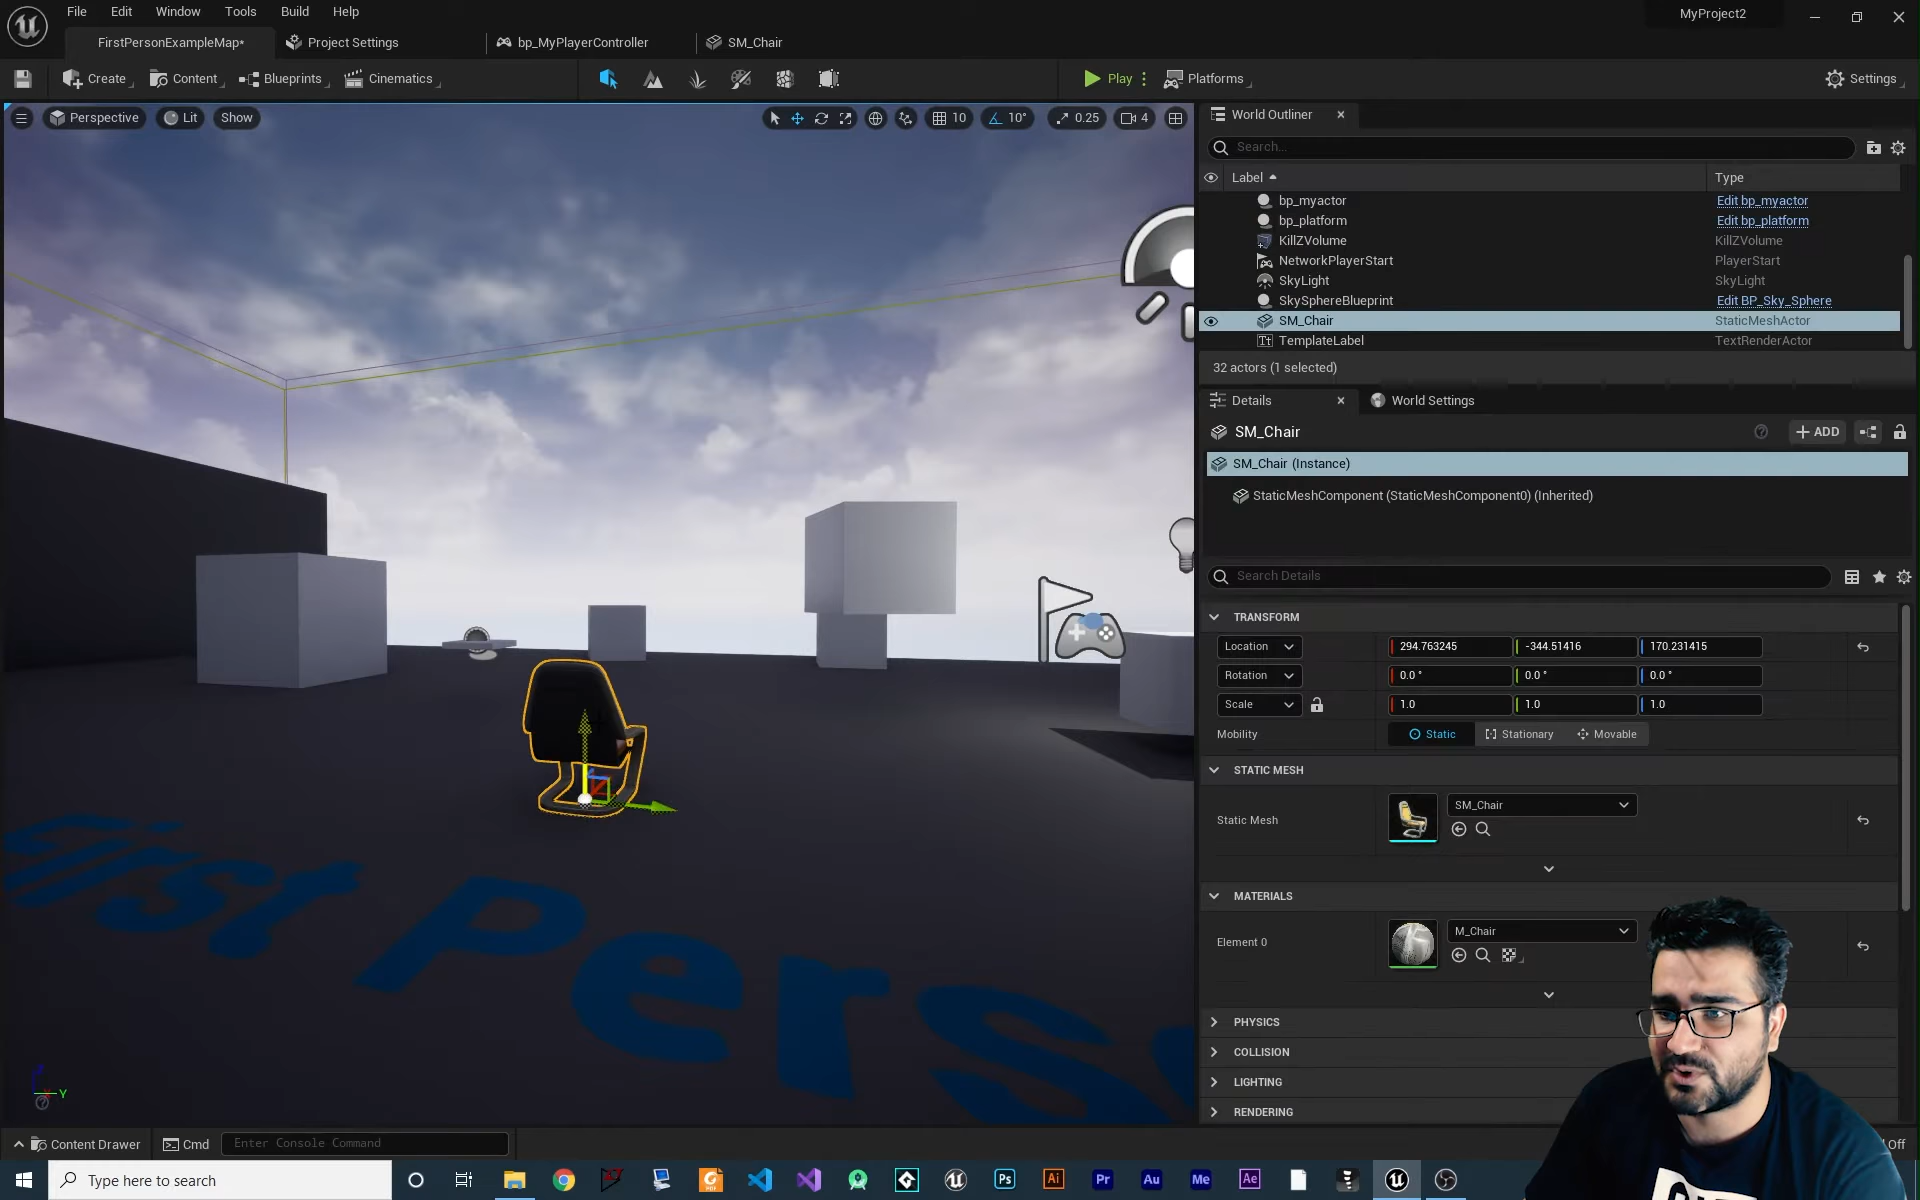 File Edit Window Tools Build Help MyProject2
FirstPersonExampleMap* Project Settings bp_MyPlayerController SM_Chair
Create Content Blueprints Cinematics Play Platforms Settings
Perspective Lit Show 10 10° 0.25 4
World Outliner
Search...
Label Type
bp_myactor Edit bp_myactor
bp_platform Edit bp_platform
KillZVolume KillZVolume
NetworkPlayerStart PlayerStart
SkyLight SkyLight
SkySphereBlueprint Edit BP_Sky_Sphere
SM_Chair StaticMeshActor
TemplateLabel TextRenderActor
32 actors (1 selected)
Details World Settings
SM_Chair ADD
SM_Chair (Instance)
StaticMeshComponent (StaticMeshComponent0) (Inherited)
Search Details
TRANSFORM
Location 294.763245 -344.51416 170.231415
Rotation 0.0° 0.0° 0.0°
Scale 1.0 1.0 1.0
Mobility Static Stationary Movable
STATIC MESH
Static Mesh SM_Chair
MATERIALS
Element 0 M_Chair
PHYSICS
COLLISION
LIGHTING
RENDERING
First Pers
Y
Content Drawer Cmd Enter Console Command Off
Type here to search
Ps Ai Pr Au Me Ae